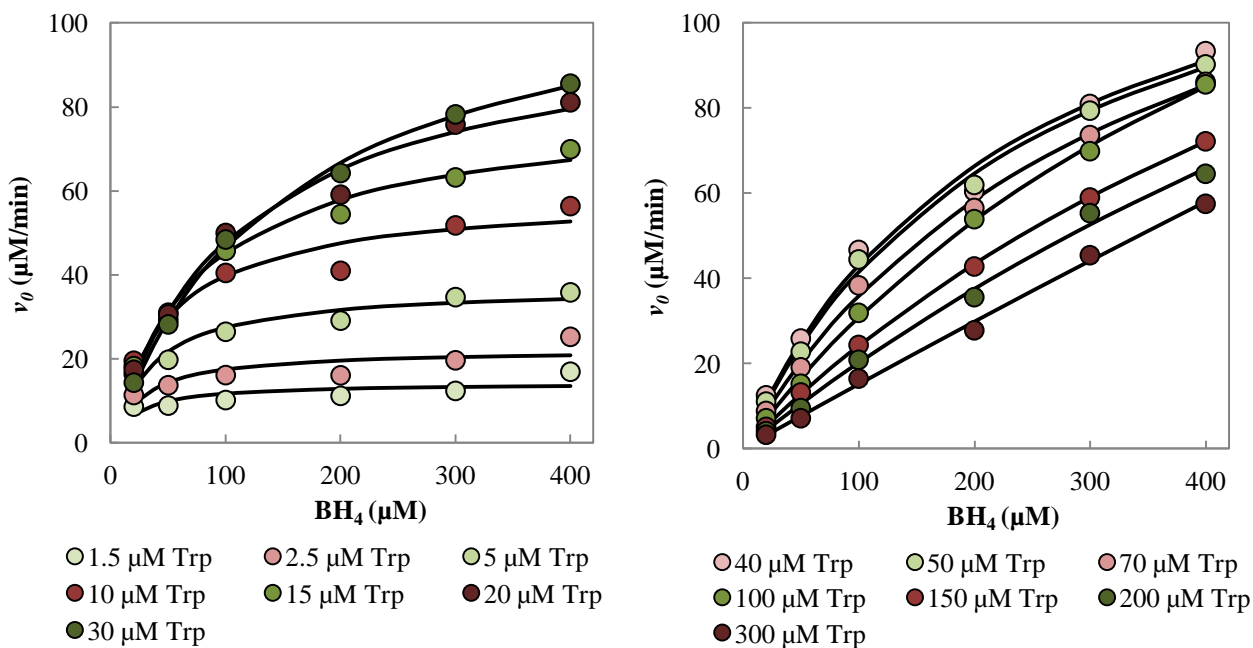 100
80
60
40
20
0
v0 (µM/min)
0 100 200 300 400
BH4 (µM)
1.5 µM Trp 2.5 µM Trp 5 µM Trp
10 µM Trp 15 µM Trp 20 µM Trp
30 µM Trp
100
80
60
40
20
0
v0 (µM/min)
0 100 200 300 400
BH4 (µM)
40 µM Trp 50 µM Trp 70 µM Trp
100 µM Trp 150 µM Trp 200 µM Trp
300 µM Trp